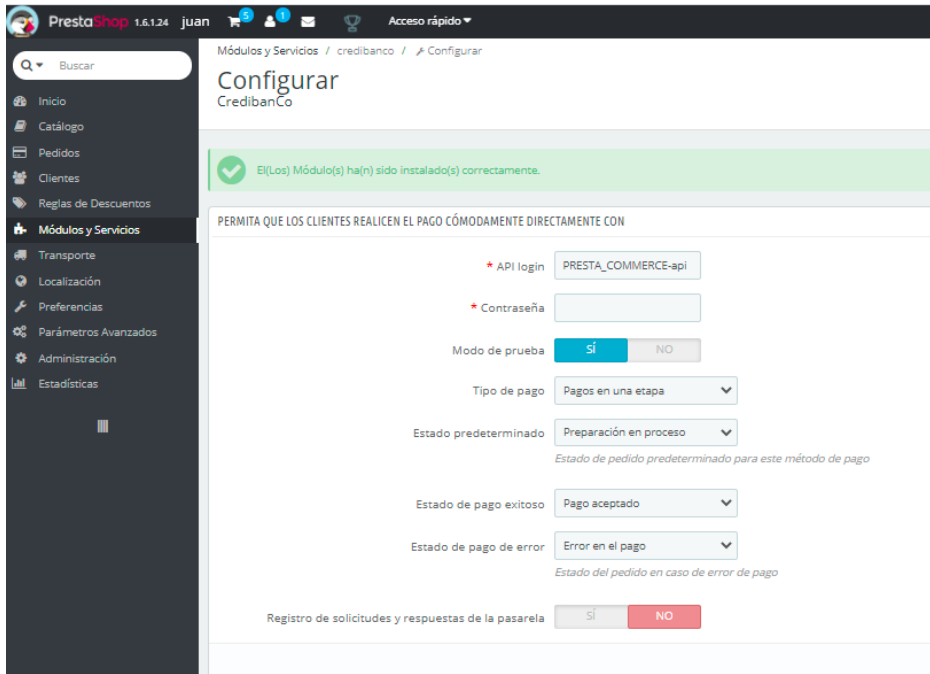 PrestaShop 1.6.1.24 juan 5 1 Acceso rápido
Módulos y Servicios / credibanco / Configurar
Configurar
CredibanCo
Buscar
Inicio
Catálogo
Pedidos
Clientes
Reglas de Descuentos
Módulos y Servicios
Transporte
Localización
Preferencias
Parámetros Avanzados
Administración
Estadísticas
El(Los) Módulo(s) ha(n) sido instalado(s) correctamente.
PERMITA QUE LOS CLIENTES REALICEN EL PAGO CÓMODAMENTE DIRECTAMENTE CON
* API login PRESTA_COMMERCE-api
* Contraseña
Modo de prueba SÍ NO
Tipo de pago Pagos en una etapa
Estado predeterminado Preparación en proceso
Estado de pedido predeterminado para este método de pago
Estado de pago exitoso Pago aceptado
Estado de pago de error Error en el pago
Estado del pedido en caso de error de pago
Registro de solicitudes y respuestas de la pasarela SÍ NO